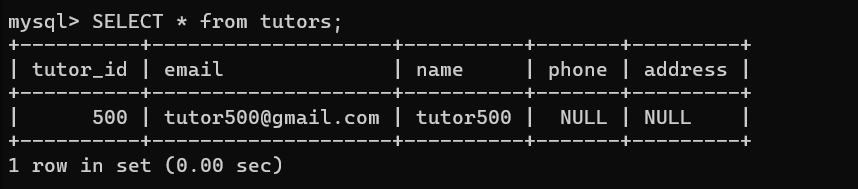 mysql> SELECT * from tutors;
+----------+--------------------+----------+-------+---------+
| tutor_id | email              | name     | phone | address |
+----------+--------------------+----------+-------+---------+
|      500 | tutor500@gmail.com | tutor500 |  NULL | NULL    |
+----------+--------------------+----------+-------+---------+
1 row in set (0.00 sec)